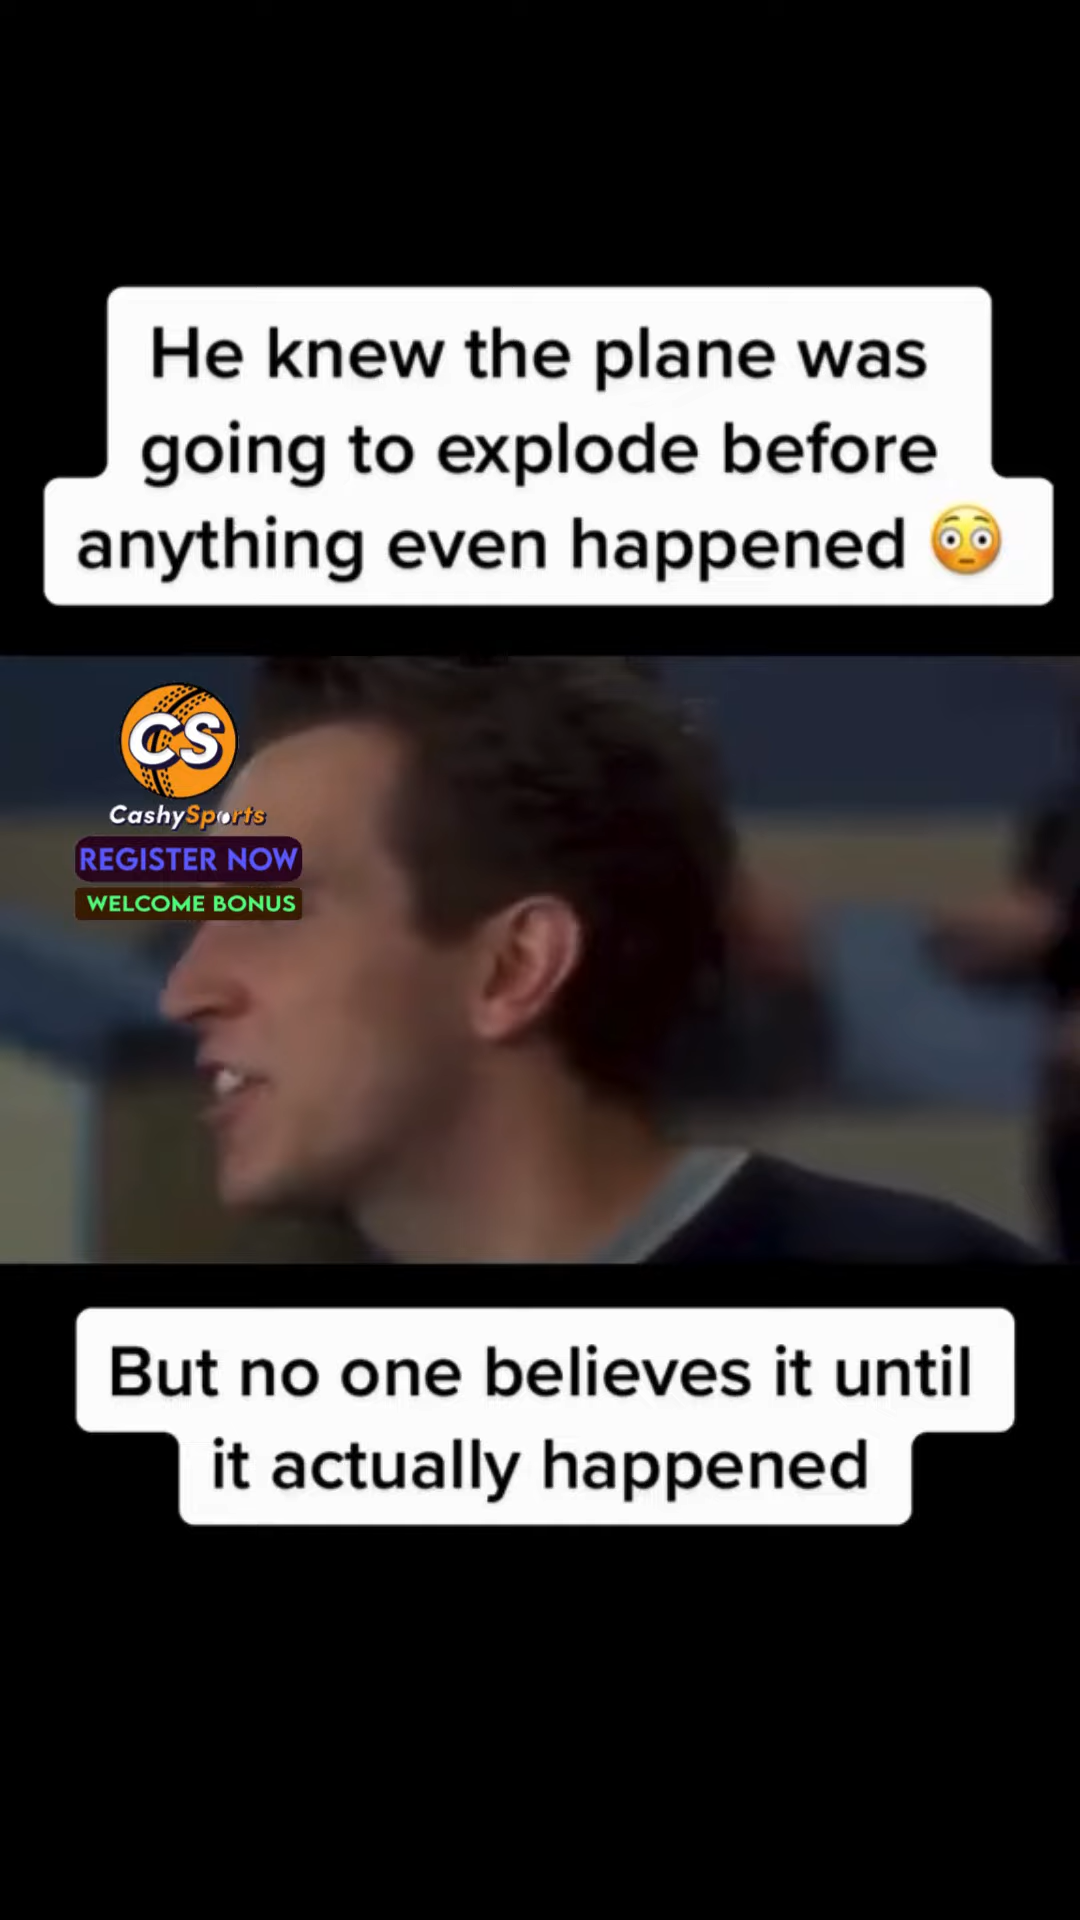 He knew the plane was
going to explode before
anything even happened 😳
CS
CashySports
REGISTER NOW
WELCOME BONUS
But no one believes it until
it actually happened